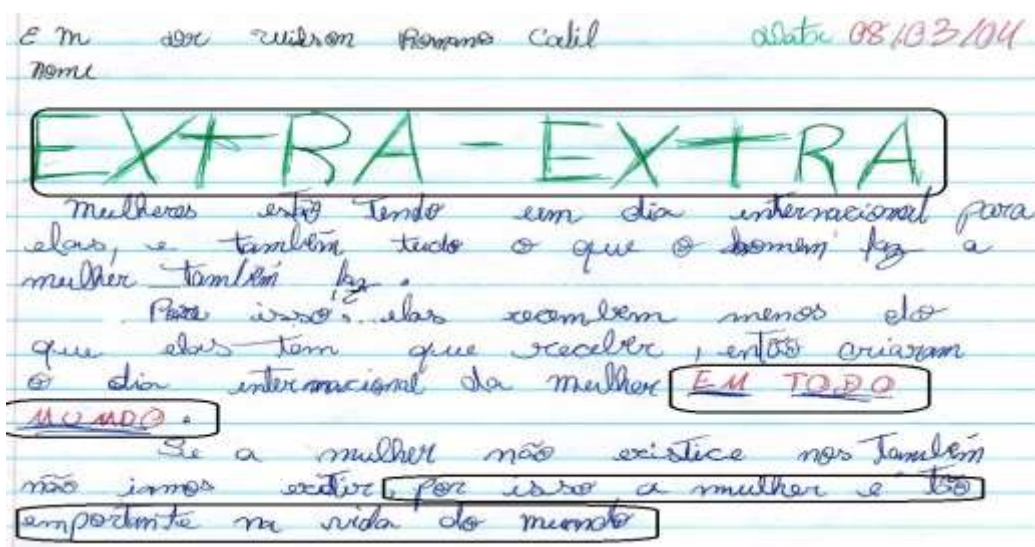 E M dor Wilson Romano Calil Data 08/03/04
nome
EXTRA - EXTRA
mulheres estão tendo um dia internacional para
elas, e também tudo o que o homem faz a
mulher também faz.
Para isso, elas recembem menos do
que elas tem que receber, então criaram
o dia internacional da mulher EM TODO
MUNDO.
Se a mulher não existice nos também
não iamos existir, por isso a mulher é tão
emportante na vida do mundo